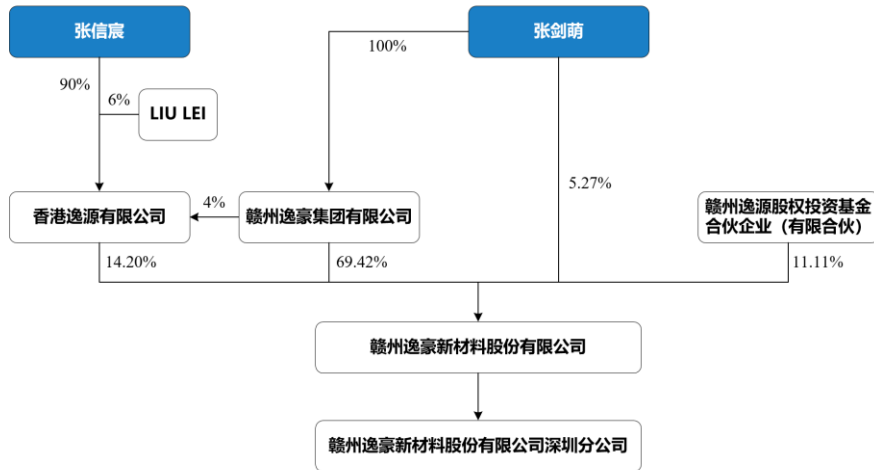 张信宸
张剑萌
100%
90%
6%
LIU LEI
5.27%
香港逸源有限公司
4%
赣州逸豪集团有限公司
赣州逸源股权投资基金
合伙企业（有限合伙）
14.20%
69.42%
11.11%
赣州逸豪新材料股份有限公司
赣州逸豪新材料股份有限公司深圳分公司